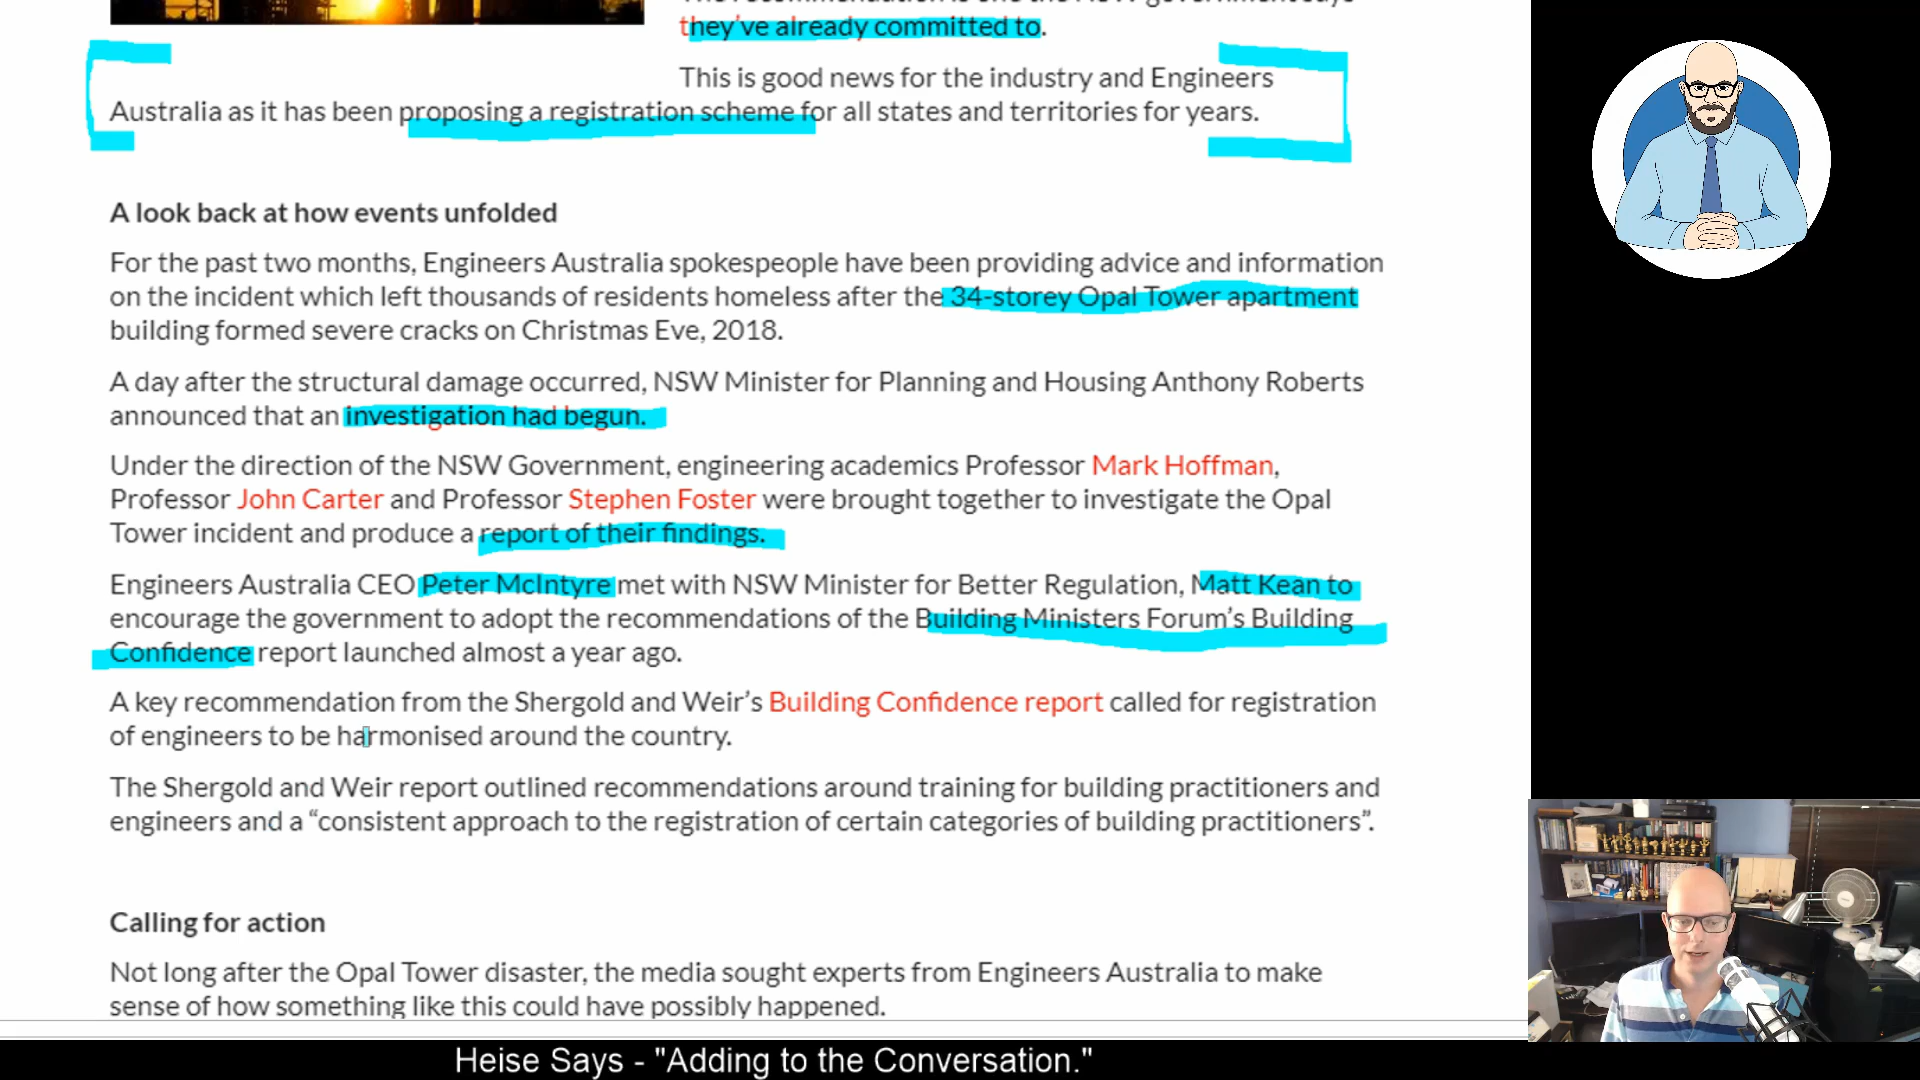 they've already committed to.
This is good news for the industry and Engineers
Australia as it has been proposing a registration scheme for all states and territories for years.
A look back at how events unfolded
For the past two months, Engineers Australia spokespeople have been providing advice and information
on the incident which left thousands of residents homeless after the 34-storey Opal Tower apartment
building formed severe cracks on Christmas Eve, 2018.
A day after the structural damage occurred, NSW Minister for Planning and Housing Anthony Roberts
announced that an investigation had begun.
Under the direction of the NSW Government, engineering academics Professor Mark Hoffman,
Professor John Carter and Professor Stephen Foster were brought together to investigate the Opal
Tower incident and produce a report of their findings.
Engineers Australia CEO Peter McIntyre met with NSW Minister for Better Regulation, Matt Kean to
encourage the government to adopt the recommendations of the Building Ministers Forum's Building
Confidence report launched almost a year ago.
A key recommendation from the Shergold and Weir's Building Confidence report called for registration
of engineers to be harmonised around the country.
The Shergold and Weir report outlined recommendations around training for building practitioners and
engineers and a “consistent approach to the registration of certain categories of building practitioners”.
Calling for action
Not long after the Opal Tower disaster, the media sought experts from Engineers Australia to make
sense of how something like this could have possibly happened.
Heise Says - "Adding to the Conversation."